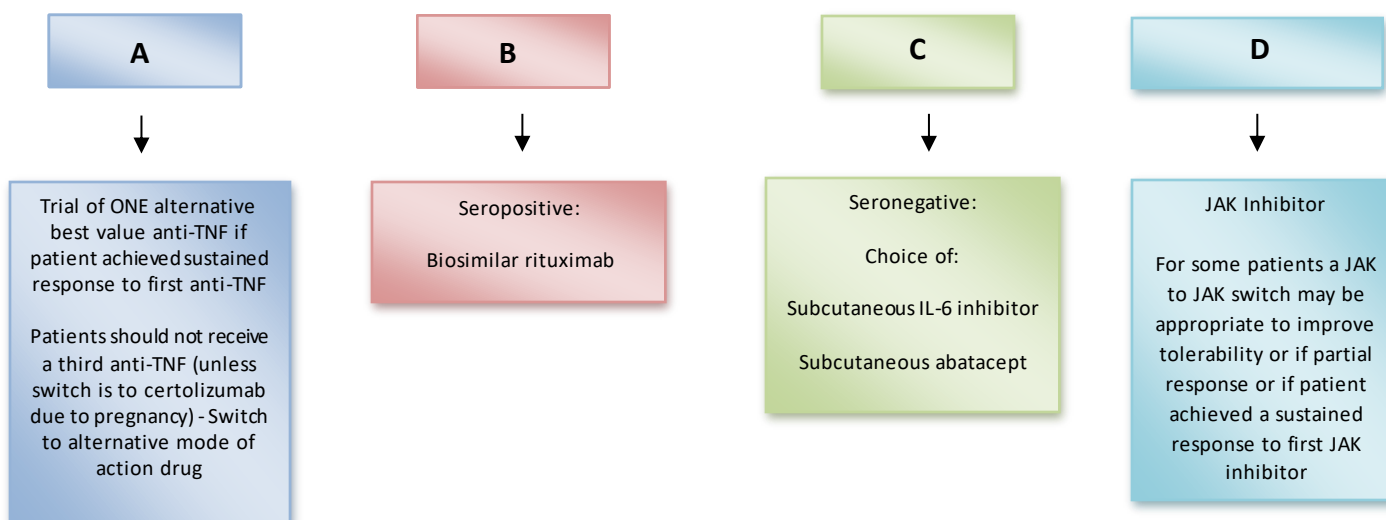 A
B
C
D
Trial of ONE alternative
best value anti-TNF if
patient achieved sustained
response to first anti-TNF
Patients should not receive
a third anti-TNF (unless
switch is to certolizumab
due to pregnancy) - Switch
to alternative mode of
action drug
Seropositive:
Biosimilar rituximab
Seronegative:
Choice of:
Subcutaneous IL-6 inhibitor
Subcutaneous abatacept
JAK Inhibitor
For some patients a JAK
to JAK switch may be
appropriate to improve
tolerability or if partial
response or if patient
achieved a sustained
response to first JAK
inhibitor